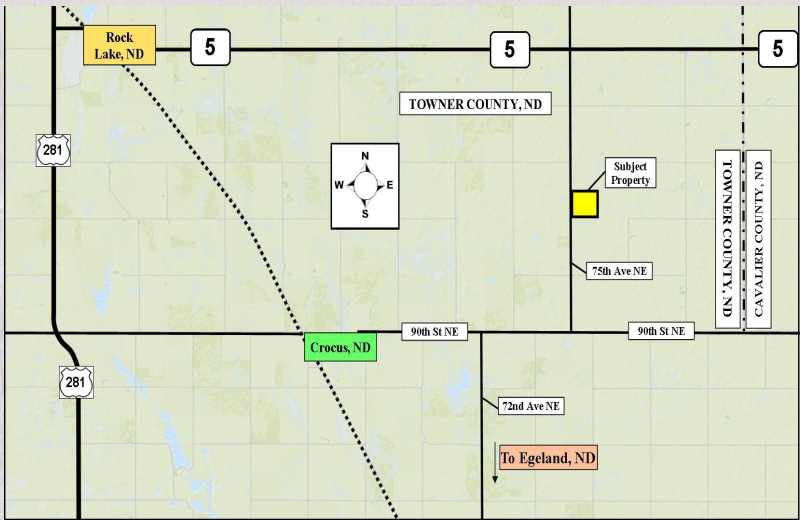 Rock
Lake, ND
5
5
5
TOWNER COUNTY, ND
281
N
W E
S
Subject
Property
TOWNER COUNTY, ND
CAVALIER COUNTY, ND
75th Ave NE
90th St NE
90th St NE
Crocus, ND
281
72nd Ave NE
To Egeland, ND